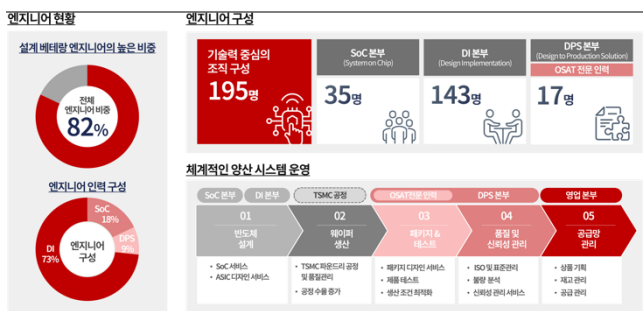 엔지니어 현황
설계 베테랑 엔지니어의 높은 비중
전체
엔지니어 비중
82%
엔지니어 인력 구성
SoC
18%
DPS
9%
DI
73%
엔지니어
구성
엔지니어 구성
기술력 중심의
조직 구성
195명
SoC 본부
(System on Chip)
35명
DI 본부
(Design Implementation)
143명
DPS 본부
(Design to Production Solution)
OSAT 전문 인력
17명
체계적인 양산 시스템 운영
SoC 본부
DI 본부
TSMC 공정
OSAT전문 인력
DPS 본부
영업 본부
01
반도체
설계
02
웨이퍼
생산
03
패키지 &
테스트
04
품질 및
신뢰성 관리
05
공급망
관리
• SoC 서비스
• ASIC 디자인 서비스
• TSMC 파운드리 공정
및 품질관리
• 공정 수율 증가
• 패키지 디자인 서비스
• 제품 테스트
• 생산 조건 최적화
• ISO 및 표준관리
• 불량 분석
• 신뢰성 관리 서비스
• 상품 기획
• 재고 관리
• 공급 관리